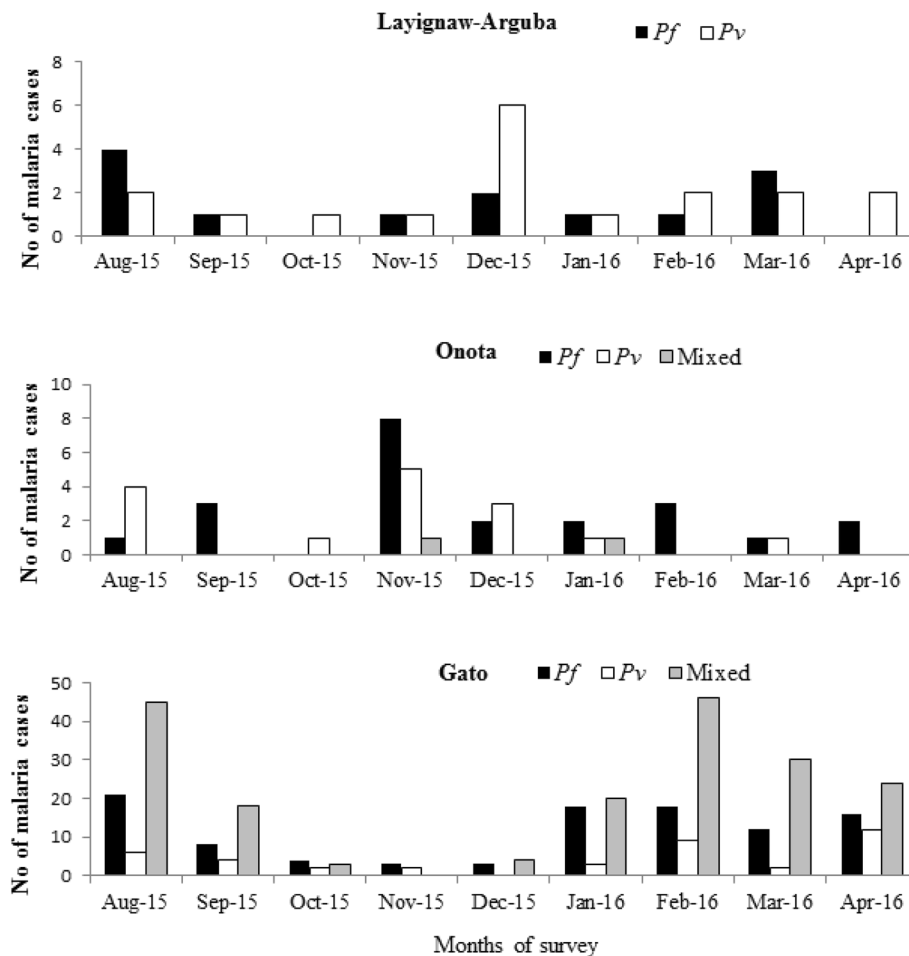 Layignaw-Arguba
Pf Pv
No of malaria cases
8
6
4
2
0
Aug-15 Sep-15 Oct-15 Nov-15 Dec-15 Jan-16 Feb-16 Mar-16 Apr-16
Onota
Pf Pv Mixed
No of malaria cases
10
8
6
4
2
0
Aug-15 Sep-15 Oct-15 Nov-15 Dec-15 Jan-16 Feb-16 Mar-16 Apr-16
Gato
Pf Pv Mixed
No of malaria cases
50
40
30
20
10
0
Aug-15 Sep-15 Oct-15 Nov-15 Dec-15 Jan-16 Feb-16 Mar-16 Apr-16
Months of survey